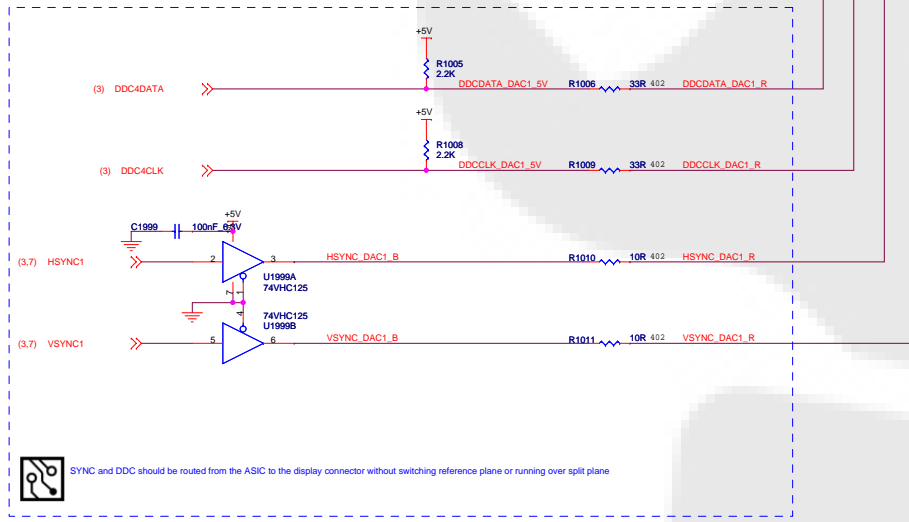 +5V
R1005
2.2K
(3) DDC4DATA DDCDATA_DAC1_5V R1006 33R 402 DDCDATA_DAC1_R
+5V
R1008
2.2K
(3) DDC4CLK DDCCLK_DAC1_5V R1009 33R 402 DDCCLK_DAC1_R
+5V
C1999 100nF_6.3V
(3,7) HSYNC1 2 3 HSYNC_DAC1_B R1010 10R 402 HSYNC_DAC1_R
U1999A
74VHC125
7 1
4
74VHC125
U1999B
(3,7) VSYNC1 5 6 VSYNC_DAC1_B R1011 10R 402 VSYNC_DAC1_R
SYNC and DDC should be routed from the ASIC to the display connector without switching reference plane or running over split plane